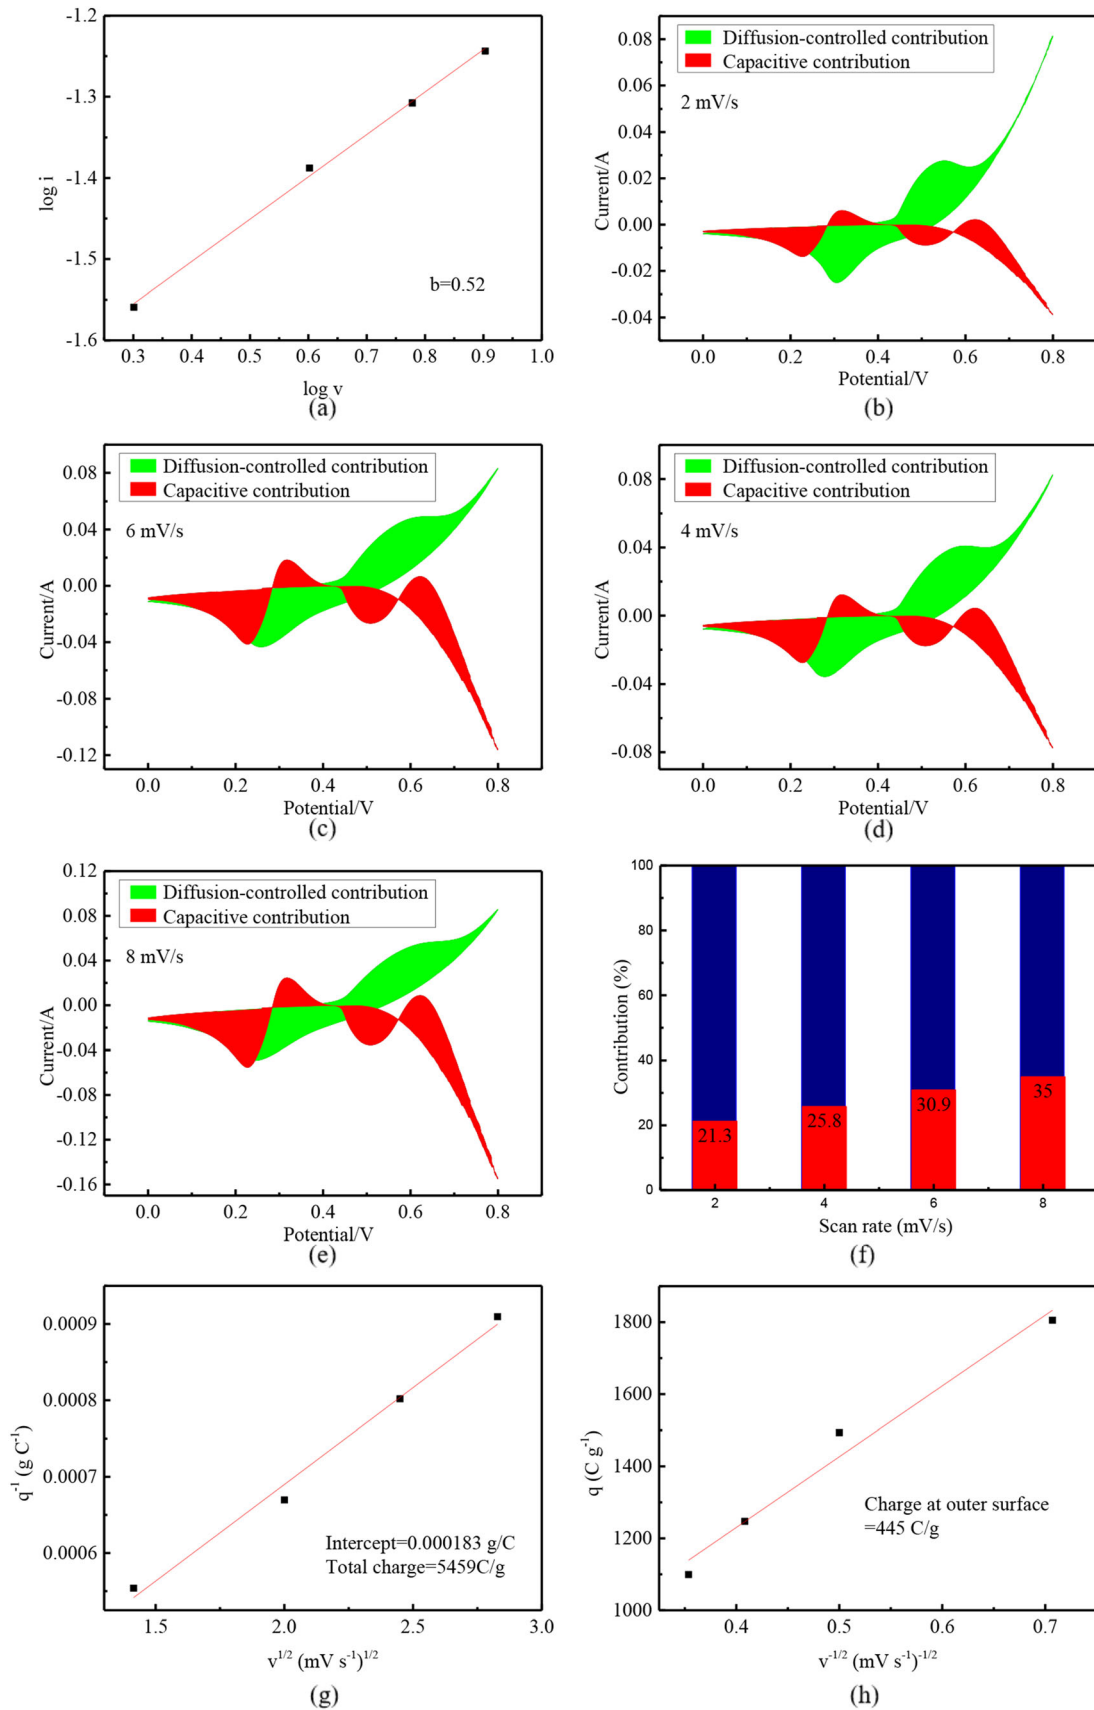 -1.2
-1.3
-1.4
-1.5
-1.6
log i
b=0.52
0.3 0.4 0.5 0.6 0.7 0.8 0.9 1.0
log v
(a)
0.08
0.06
0.04
0.02
0.00
-0.02
-0.04
Current/A
Diffusion-controlled contribution
Capacitive contribution
2 mV/s
0.0 0.2 0.4 0.6 0.8
Potential/V
(b)
0.08
0.04
0.00
-0.04
-0.08
-0.12
Current/A
Diffusion-controlled contribution
Capacitive contribution
6 mV/s
0.0 0.2 0.4 0.6 0.8
Potential/V
(c)
0.08
0.04
0.00
-0.04
-0.08
Current/A
Diffusion-controlled contribution
Capacitive contribution
4 mV/s
0.0 0.2 0.4 0.6 0.8
Potential/V
(d)
0.12
0.08
0.04
0.00
-0.04
-0.08
-0.12
-0.16
Current/A
Diffusion-controlled contribution
Capacitive contribution
8 mV/s
0.0 0.2 0.4 0.6 0.8
Potential/V
(e)
100
80
60
40
20
0
Contribution (%)
21.3
25.8
30.9
35
2 4 6 8
Scan rate (mV/s)
(f)
0.0009
0.0008
0.0007
0.0006
q⁻¹ (g C⁻¹)
Intercept=0.000183 g/C
Total charge=5459C/g
1.5 2.0 2.5 3.0
v^1/2 (mV s⁻¹)^1/2
(g)
1800
1600
1400
1200
1000
q (C g⁻¹)
Charge at outer surface
=445 C/g
0.4 0.5 0.6 0.7
v^-1/2 (mV s⁻¹)^-1/2
(h)